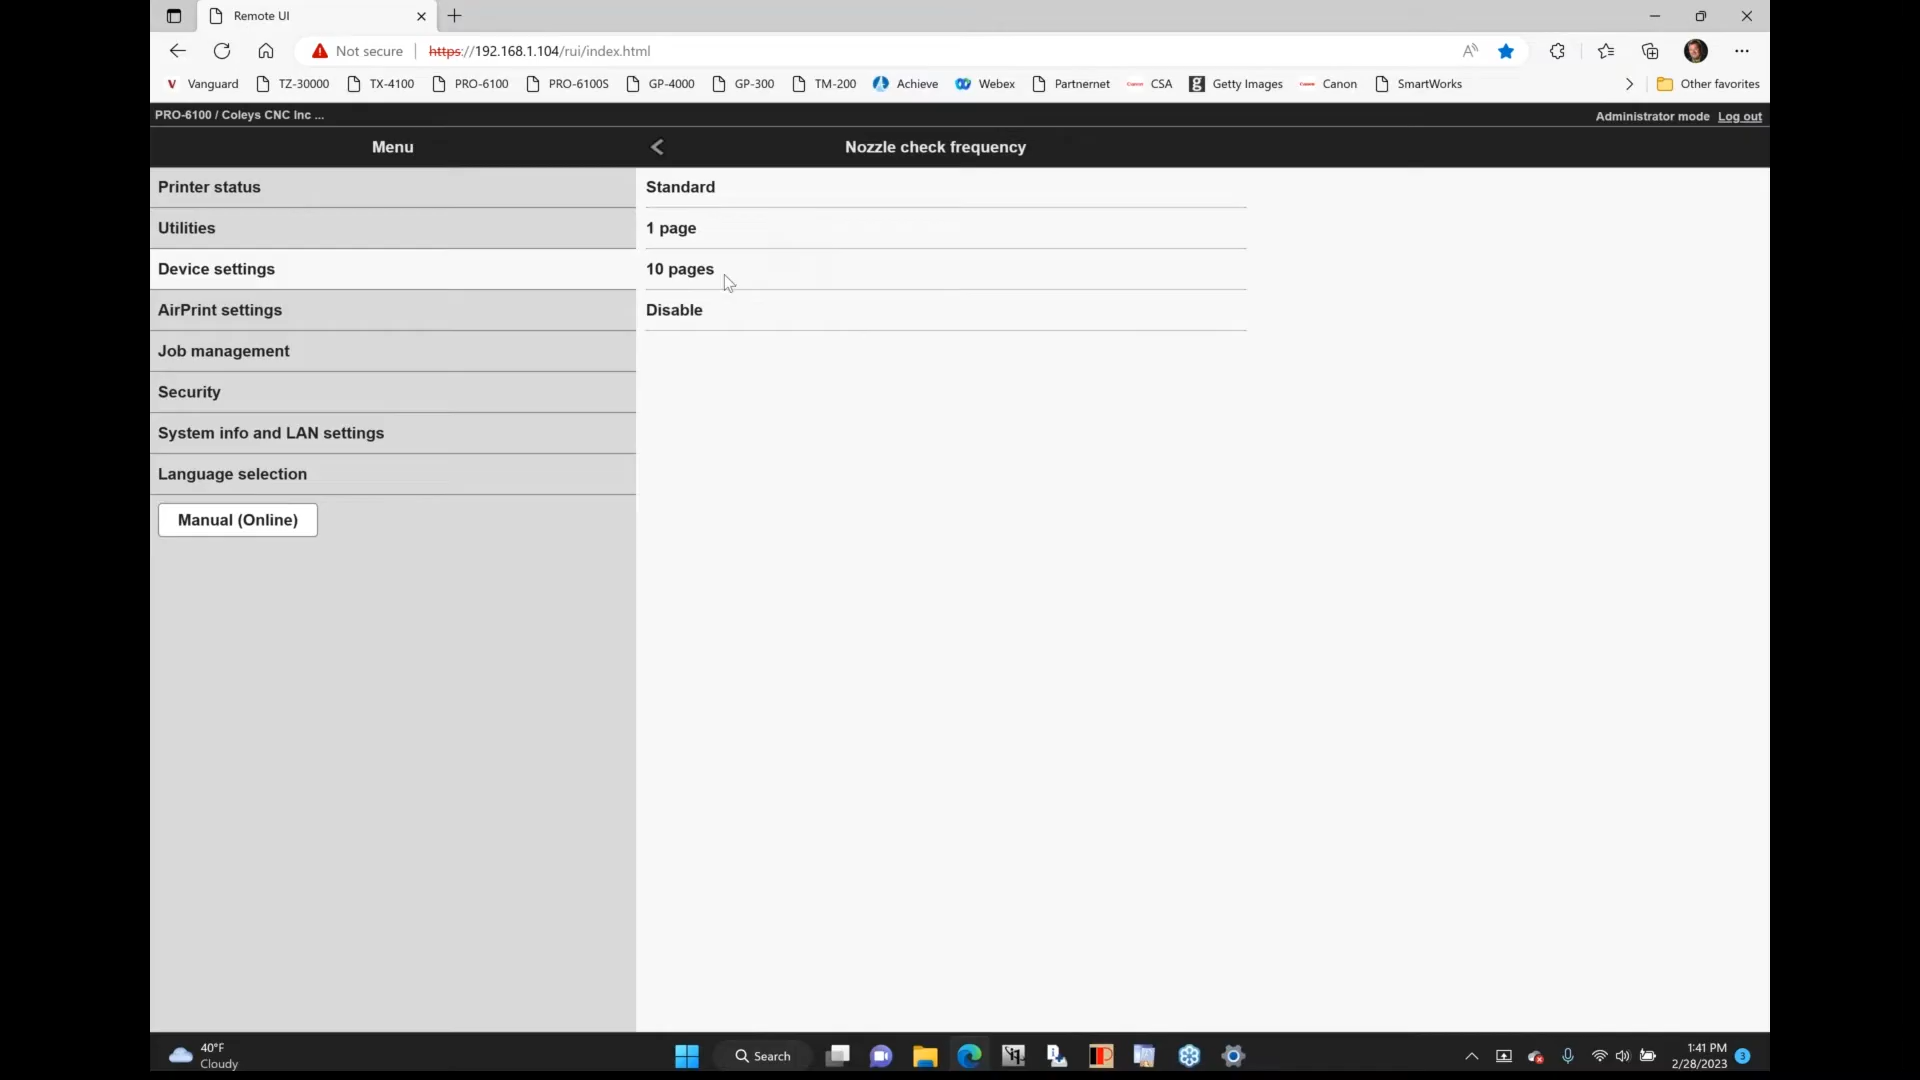 Remote UI
Not secure https://192.168.1.104/rui/index.html
Vanguard TZ-30000 TX-4100 PRO-6100 PRO-6100S GP-4000 GP-300 TM-200 Achieve Webex Partnernet CSA Getty Images Canon SmartWorks Other favorites
PRO-6100 / Coleys CNC Inc ... Administrator mode Log out
Menu Nozzle check frequency
Printer status
Utilities
Device settings
AirPrint settings
Job management
Security
System info and LAN settings
Language selection
Manual (Online)
Standard
1 page
10 pages
Disable
40°F
Cloudy
Search
1:41 PM
2/28/2023 3